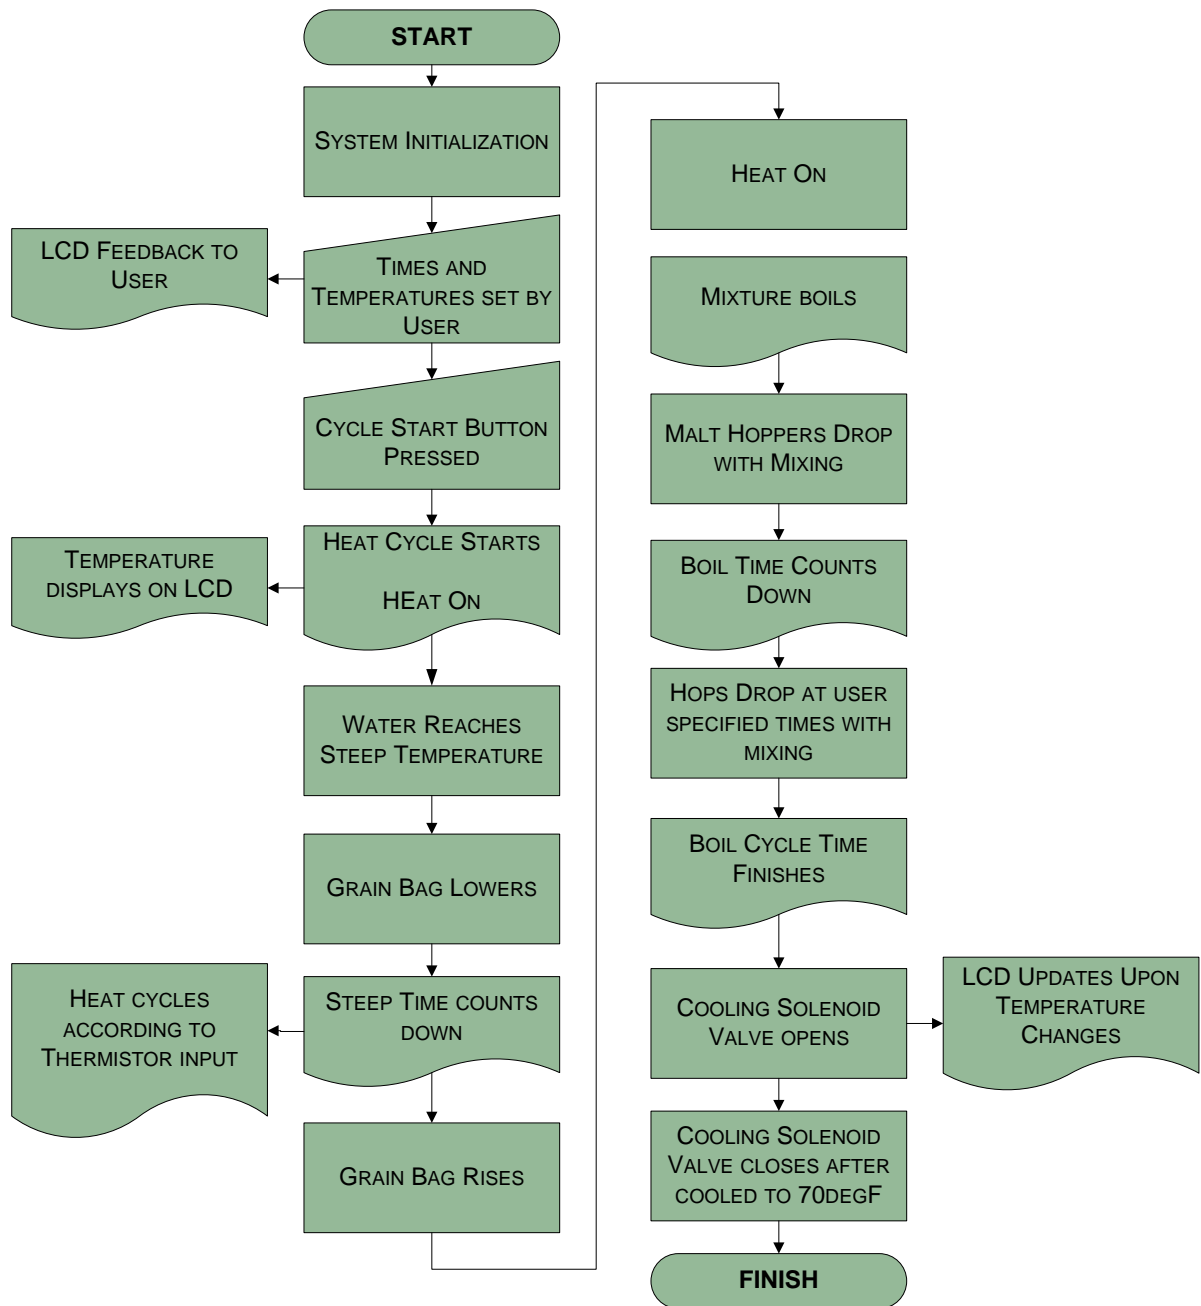 START
SYSTEM INITIALIZATION
LCD FEEDBACK TO
USER
TIMES AND
TEMPERATURES SET BY
USER
CYCLE START BUTTON
PRESSED
HEAT CYCLE STARTS
HEAT ON
TEMPERATURE
DISPLAYS ON LCD
WATER REACHES
STEEP TEMPERATURE
GRAIN BAG LOWERS
STEEP TIME COUNTS
DOWN
HEAT CYCLES
ACCORDING TO
THERMISTOR INPUT
GRAIN BAG RISES
HEAT ON
MIXTURE BOILS
MALT HOPPERS DROP
WITH MIXING
BOIL TIME COUNTS
DOWN
HOPS DROP AT USER
SPECIFIED TIMES WITH
MIXING
BOIL CYCLE TIME
FINISHES
COOLING SOLENOID
VALVE OPENS
LCD UPDATES UPON
TEMPERATURE
CHANGES
COOLING SOLENOID
VALVE CLOSES AFTER
COOLED TO 70DEGF
FINISH